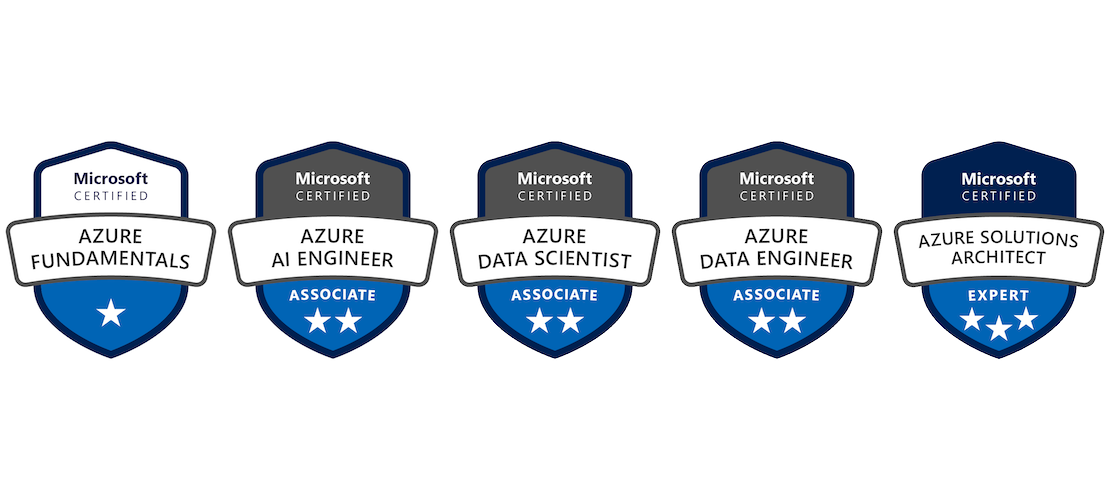 Microsoft
CERTIFIED
AZURE
FUNDAMENTALS
Microsoft
CERTIFIED
AZURE
AI ENGINEER
ASSOCIATE
Microsoft
CERTIFIED
AZURE
DATA SCIENTIST
ASSOCIATE
Microsoft
CERTIFIED
AZURE
DATA ENGINEER
ASSOCIATE
Microsoft
CERTIFIED
AZURE SOLUTIONS
ARCHITECT
EXPERT